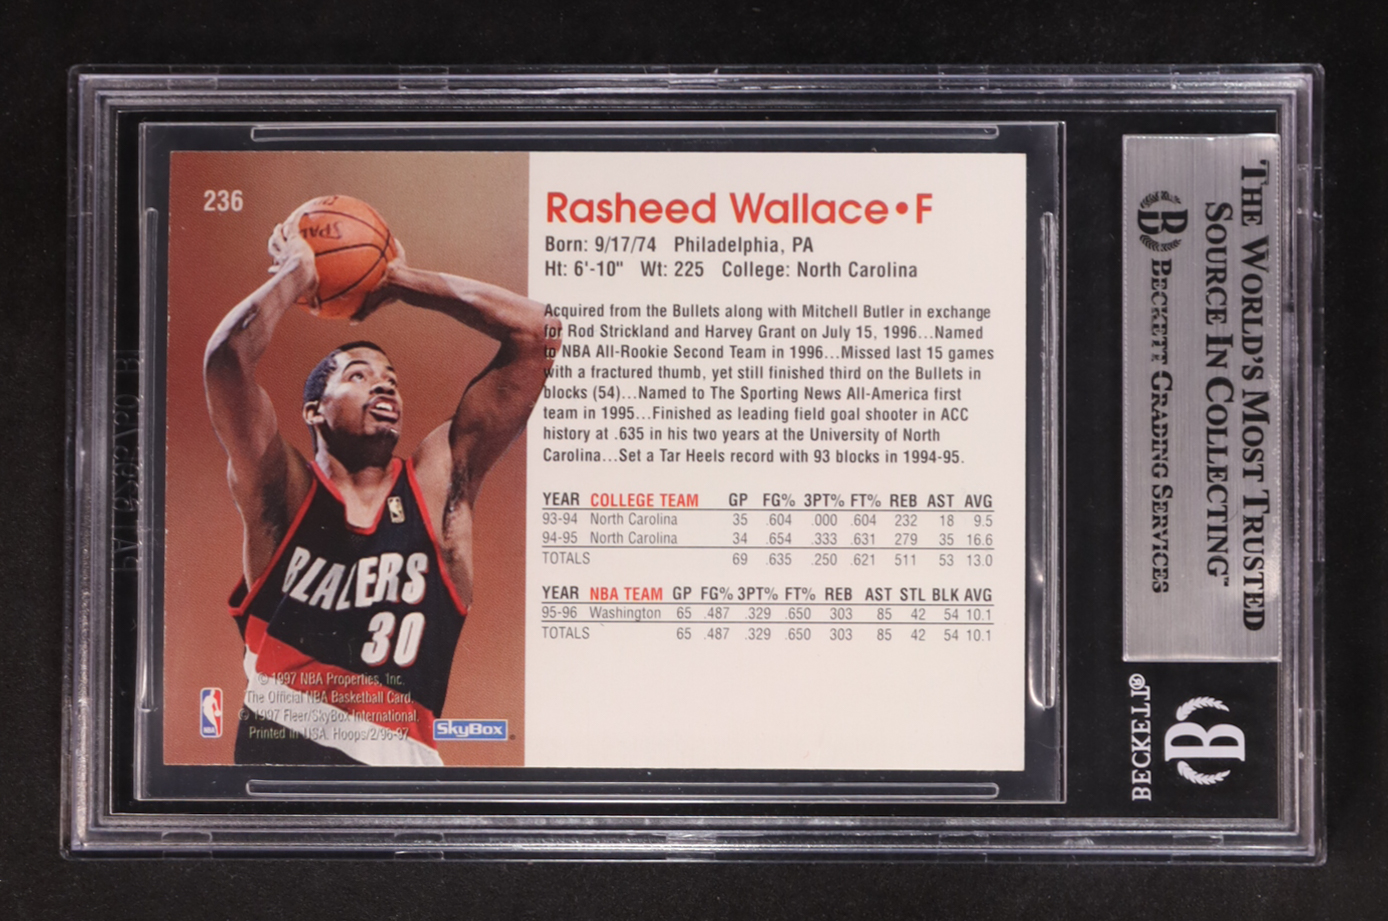 236
SPALDING
BLAZERS
30
© 1997 NBA Properties, Inc.
The Official NBA Basketball Card.
© 1997 Fleer/SkyBox International.
Printed in USA. Hoops/2/96-97
NBA
SkyBox
Rasheed Wallace • F
Born: 9/17/74 Philadelphia, PA
Ht: 6'-10" Wt: 225 College: North Carolina
Acquired from the Bullets along with Mitchell Butler in exchange
for Rod Strickland and Harvey Grant on July 15, 1996...Named
to NBA All-Rookie Second Team in 1996...Missed last 15 games
with a fractured thumb, yet still finished third on the Bullets in
blocks (54)...Named to The Sporting News All-America first
team in 1995...Finished as leading field goal shooter in ACC
history at .635 in his two years at the University of North
Carolina...Set a Tar Heels record with 93 blocks in 1994-95.
YEAR COLLEGE TEAM GP FG% 3PT% FT% REB AST AVG
93-94 North Carolina 35 .604 .000 .604 232 18 9.5
94-95 North Carolina 34 .654 .333 .631 279 35 16.6
TOTALS 69 .635 .250 .621 511 53 13.0
YEAR NBA TEAM GP FG% 3PT% FT% REB AST STL BLK AVG
95-96 Washington 65 .487 .329 .650 303 85 42 54 10.1
TOTALS 65 .487 .329 .650 303 85 42 54 10.1
THE WORLD'S MOST TRUSTED
SOURCE IN COLLECTING™
B BECKETT GRADING SERVICES
BECKETT®
B